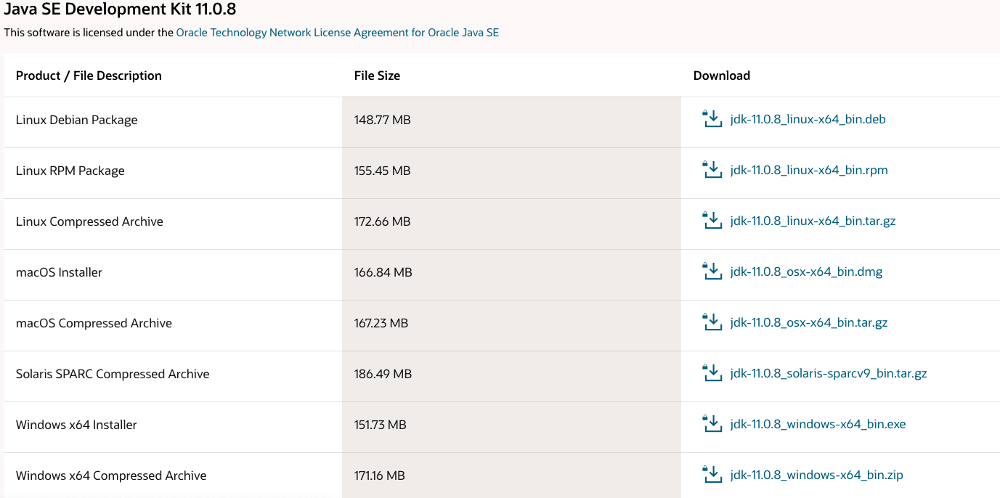 Java SE Development Kit 11.0.8
This software is licensed under the Oracle Technology Network License Agreement for Oracle Java SE
Product / File Description File Size Download
Linux Debian Package 148.77 MB jdk-11.0.8_linux-x64_bin.deb
Linux RPM Package 155.45 MB jdk-11.0.8_linux-x64_bin.rpm
Linux Compressed Archive 172.66 MB jdk-11.0.8_linux-x64_bin.tar.gz
macOS Installer 166.84 MB jdk-11.0.8_osx-x64_bin.dmg
macOS Compressed Archive 167.23 MB jdk-11.0.8_osx-x64_bin.tar.gz
Solaris SPARC Compressed Archive 186.49 MB jdk-11.0.8_solaris-sparcv9_bin.tar.gz
Windows x64 Installer 151.73 MB jdk-11.0.8_windows-x64_bin.exe
Windows x64 Compressed Archive 171.16 MB jdk-11.0.8_windows-x64_bin.zip